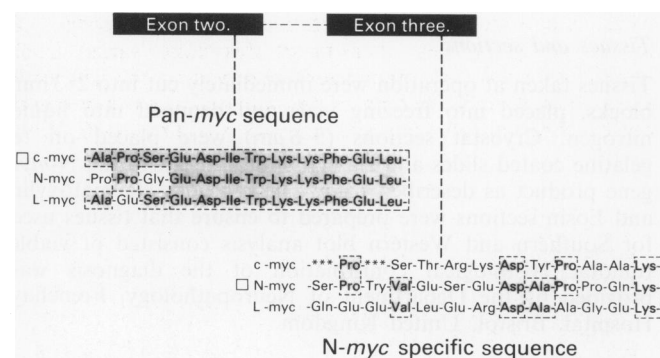 Exon two. Exon three.
Pan-myc sequence
c -myc -Ala-Pro-Ser-Glu-Asp-Ile-Trp-Lys-Lys-Phe-Glu-Leu-
N-myc -Pro-Pro-Gly-Glu-Asp-Ile-Trp-Lys-Lys-Phe-Glu-Leu-
L -myc -Ala-Glu-Ser-Glu-Asp-Ile-Trp-Lys-Lys-Phe-Glu-Leu-
c -myc -***-Pro-***-Ser-Thr-Arg-Lys-Asp-Tyr-Pro-Ala-Ala-Lys-
N -myc -Ser-Pro-Try-Val-Glu-Ser-Glu-Asp-Ala-Pro-Pro-Gln-Lys-
L -myc -Gln-Glu-Glu-Val-Leu-Glu-Arg-Asp-Ala-Ala-Gly-Glu-Lys-
N-myc specific sequence